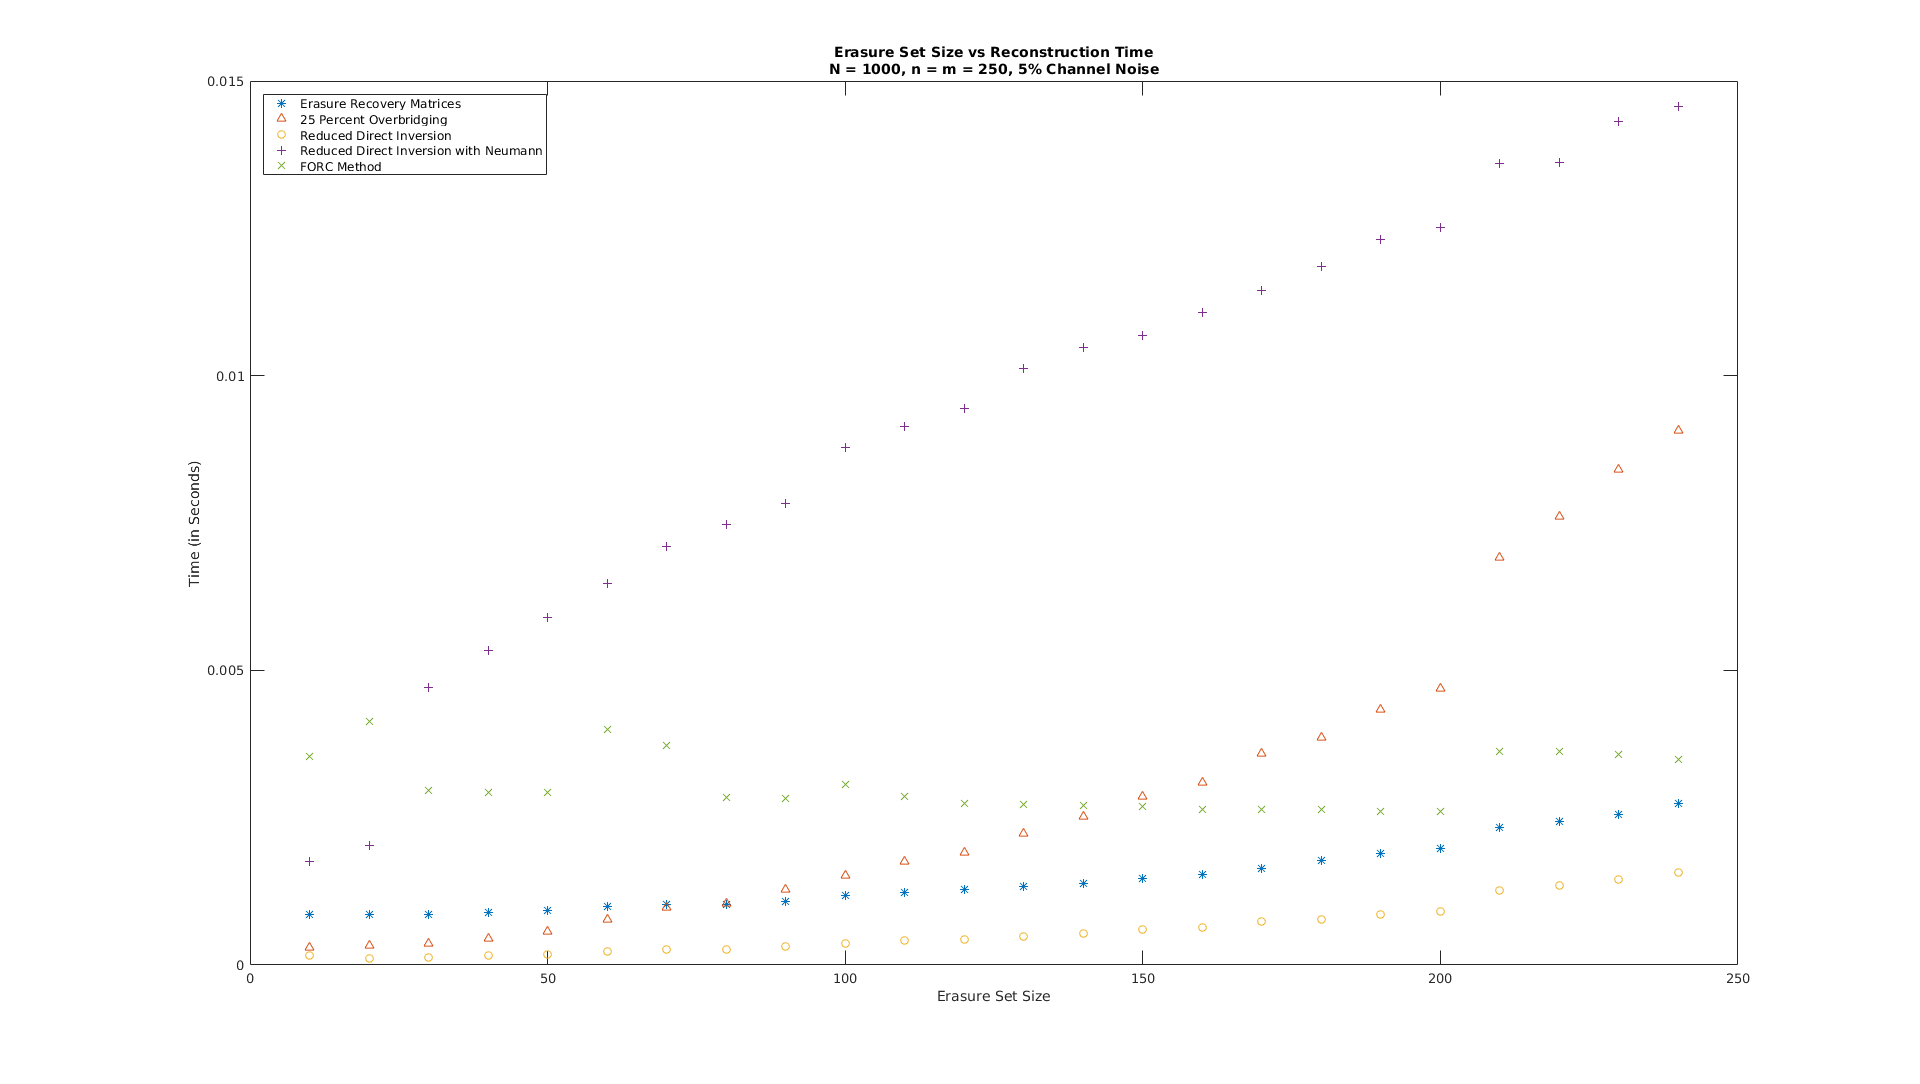 Erasure Set Size vs Reconstruction Time
N = 1000, n = m = 250, 5% Channel Noise
0.015
Erasure Recovery Matrices
25 Percent Overbridging
Reduced Direct Inversion
Reduced Direct Inversion with Neumann
FORC Method
0.01
Time (in Seconds)
0.005
0
0 50 100 150 200 250
Erasure Set Size